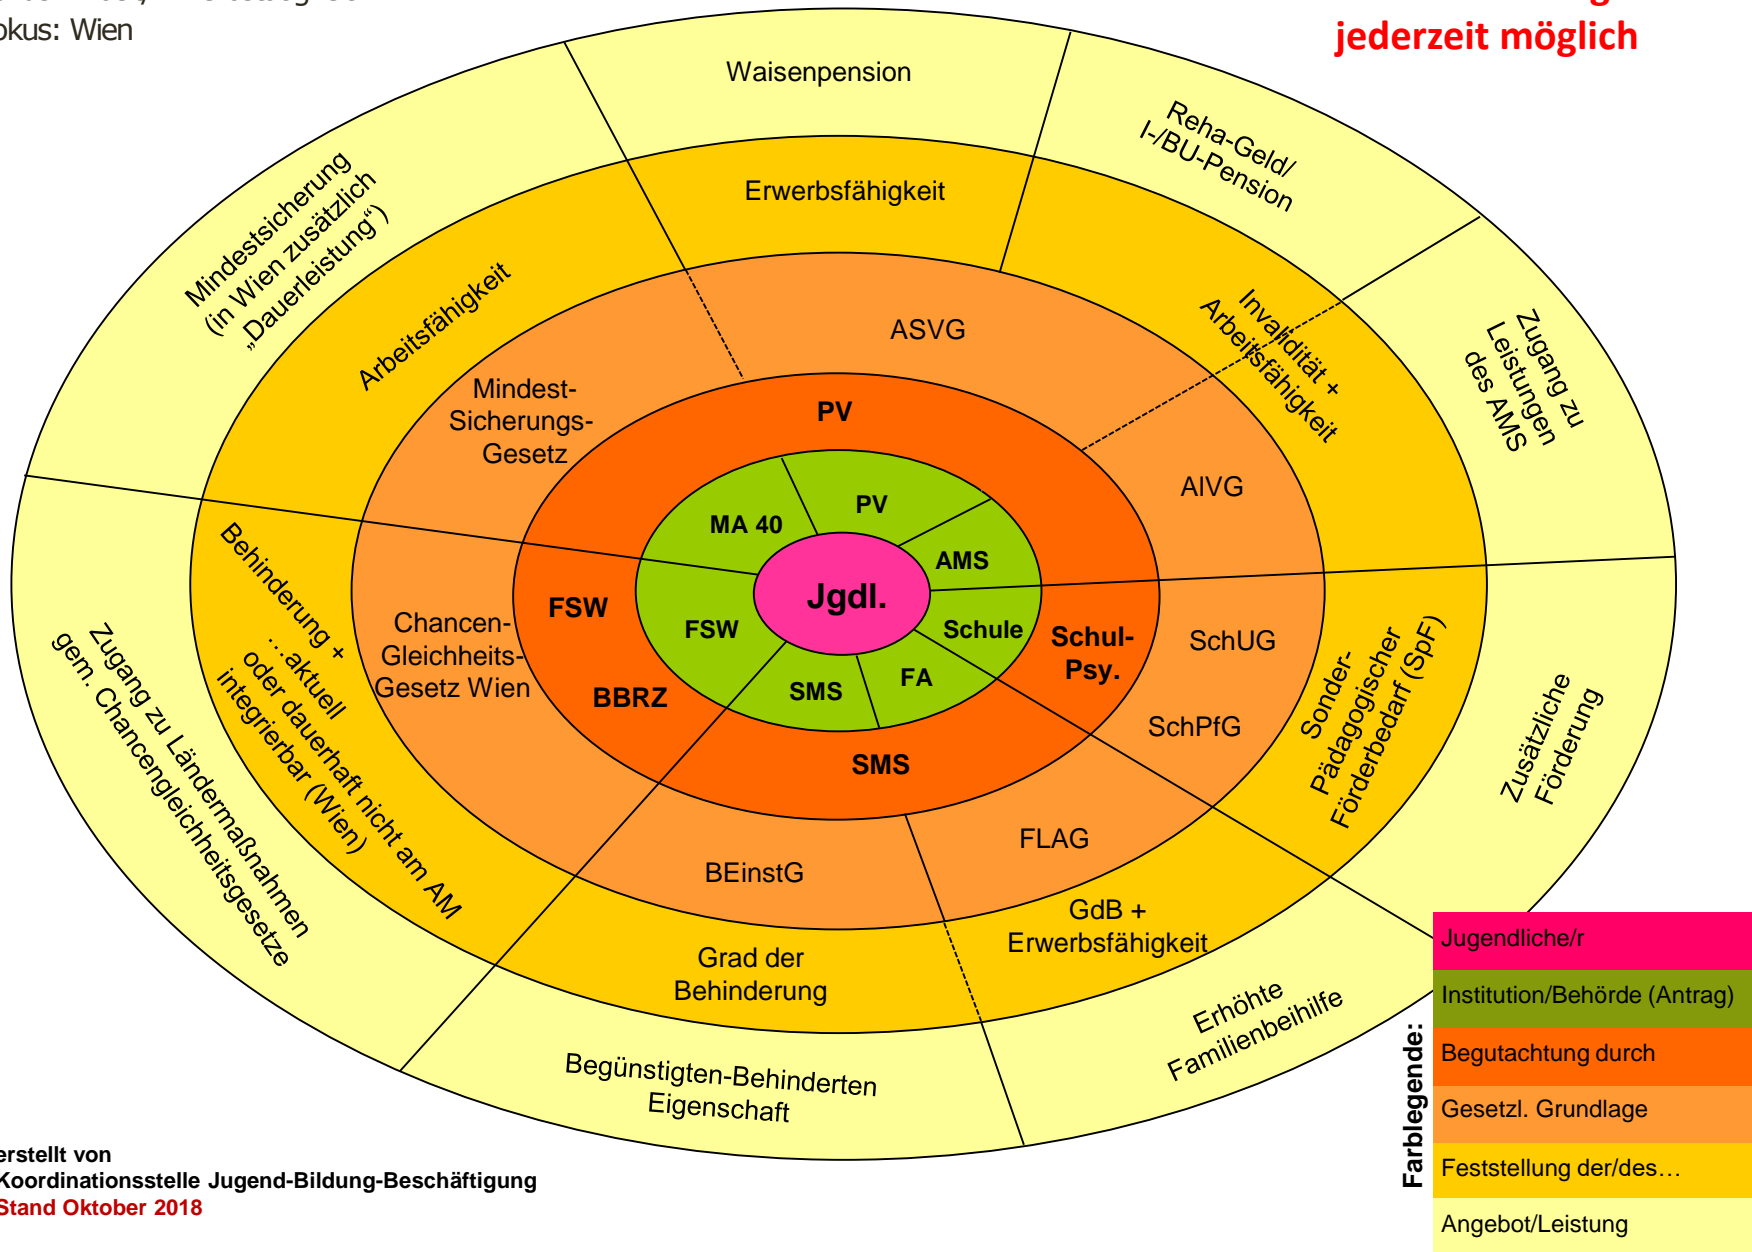 okus: Wien
jederzeit möglich
Waisenpension
Reha-Geld/
I-/BU-Pension
Mindestsicherung
(in Wien zusätzlich
„Dauerleistung“)
Erwerbsfähigkeit
Arbeitsfähigkeit
Invalidität +
Arbeitsfähigkeit
Zugang zu
Leistungen
des AMS
ASVG
Mindest-
Sicherungs-
Gesetz
PV
AlVG
PV
MA 40
AMS
Jgdl.
FSW
BBRZ
FSW
Schule
SMS
FA
Schul-
Psy.
SMS
Chancen-
Gleichheits-
Gesetz Wien
SchUG
SchPfG
Behinderung +
…aktuell
oder dauerhaft nicht am AM
integrierbar (Wien)
Sonder-
Pädagogischer
Förderbedarf (SpF)
Zugang zu Ländermaßnahmen
gem. Chancengleichheitsgesetze
Zusätzliche
Förderung
BEinstG
FLAG
GdB +
Erwerbsfähigkeit
Grad der
Behinderung
Erhöhte
Familienbeihilfe
Begünstigten-Behinderten
Eigenschaft
Farblegende:
Jugendliche/r
Institution/Behörde (Antrag)
Begutachtung durch
Gesetzl. Grundlage
Feststellung der/des…
Angebot/Leistung
erstellt von
Koordinationsstelle Jugend-Bildung-Beschäftigung
Stand Oktober 2018